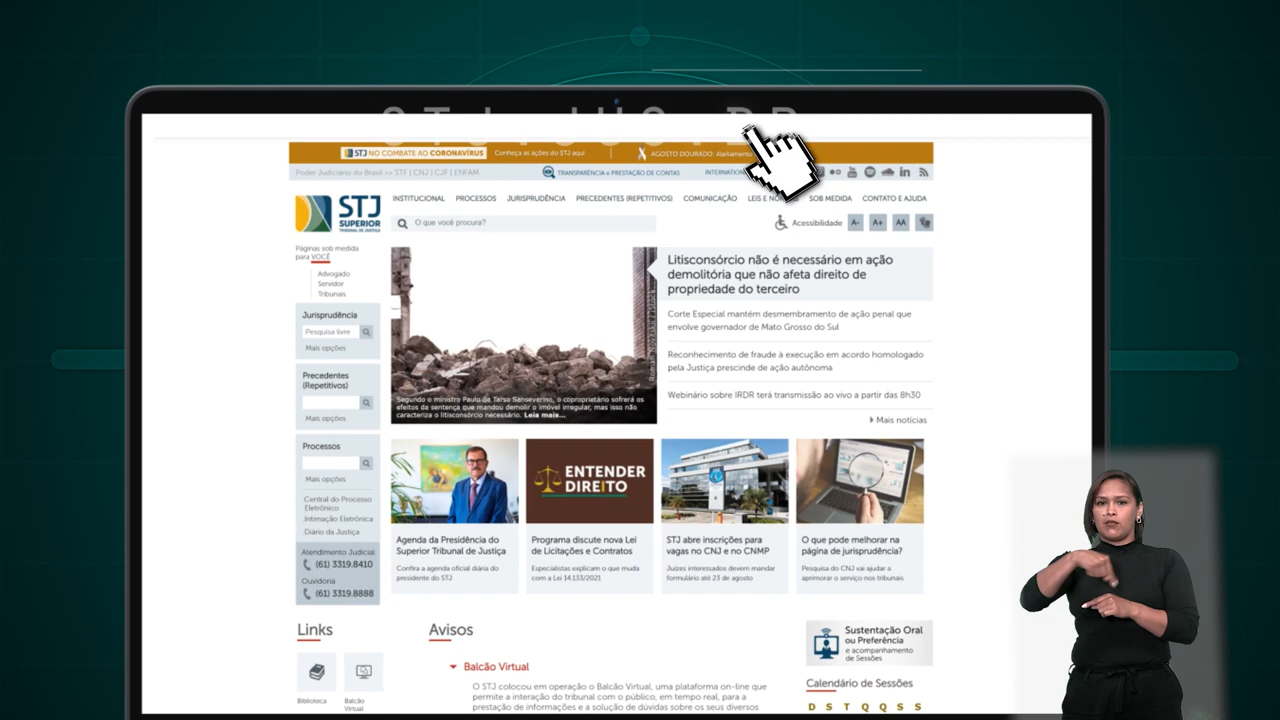 STJ.JUS.BR
STJ NO COMBATE AO CORONAVÍRUS
Conheça as ações do STJ aqui
AGOSTO DOURADO: Aleitamento
Poder Judiciário do Brasil >> STF | CNJ | CJF | ENFAM
TRANSPARÊNCIA e PRESTAÇÃO DE CONTAS
STJ
SUPERIOR
TRIBUNAL DE JUSTIÇA
INSTITUCIONAL
PROCESSOS
JURISPRUDÊNCIA
PRECEDENTES (REPETITIVOS)
COMUNICAÇÃO
LEIS E
SOB MEDIDA
CONTATO E AJUDA
O que você procura?
Acessibilidade
A-
A+
AA
Páginas sob medida
para VOCÊ
Advogado
Servidor
Tribunais
Jurisprudência
Pesquisa livre
Mais opções
Precedentes
(Repetitivos)
Mais opções
Processos
Mais opções
Central do Processo
Eletrônico
Intimação Eletrônica
Diário da Justiça
Atendimento Judicial
(61) 3319.8410
Ouvidoria
(61) 3319.8888
Segundo o ministro Paulo de Tarso Sanseverino, o coproprietário sofrerá os
efeitos da sentença que mandou demolir o imóvel irregular, mas isso não
caracteriza o litisconsórcio necessário. Leia mais...
Litisconsórcio não é necessário em ação
demolitória que não afeta direito de
propriedade do terceiro
Corte Especial mantém desmembramento de ação penal que
envolve governador de Mato Grosso do Sul
Reconhecimento de fraude à execução em acordo homologado
pela Justiça prescinde de ação autônoma
Webinário sobre IRDR terá transmissão ao vivo a partir das 8h30
Mais notícias
ENTENDER
DIREITO
Agenda da Presidência do
Superior Tribunal de Justiça
Confira a agenda oficial diária do
presidente do STJ
Programa discute nova Lei
de Licitações e Contratos
Especialistas explicam o que muda
com a Lei 14.133/2021
STJ abre inscrições para
vagas no CNJ e no CNMP
Juízes interessados devem mandar
formulário até 23 de agosto
O que pode melhorar na
página de jurisprudência?
Pesquisa do CNJ vai ajudar a
aprimorar o serviço nos tribunais
Links
Biblioteca
Balcão
Virtual
Avisos
Balcão Virtual
O STJ colocou em operação o Balcão Virtual, uma plataforma on-line que
permite a interação do tribunal com o público, em tempo real, para a
prestação de informações e a solução de dúvidas sobre os seus diversos
Sustentação Oral
ou Preferência
e acompanhamento
de Sessões
Calendário de Sessões
D S T Q Q S S